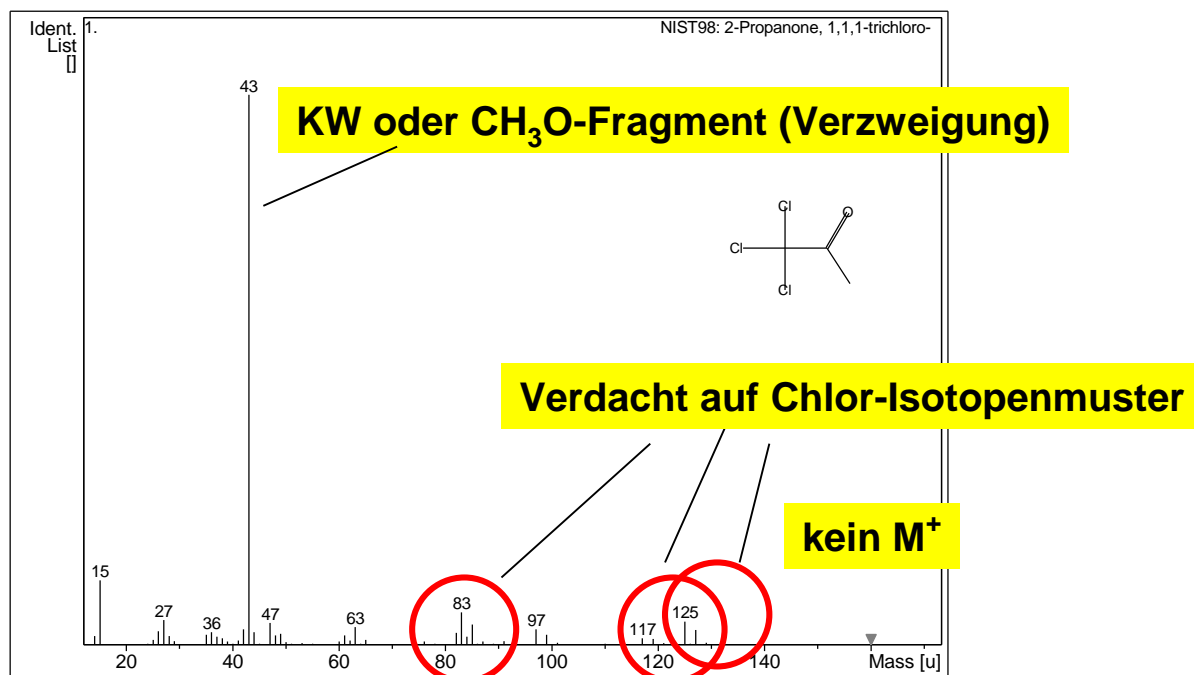 Ident.
List
[]
1.
NIST98: 2-Propanone, 1,1,1-trichloro-
43
KW oder CH₃O-Fragment (Verzweigung)
Cl
O
Cl
Cl
Verdacht auf Chlor-Isotopenmuster
kein M⁺
15
27
36
47
63
83
97
117
125
20
40
60
80
100
120
140
Mass [u]